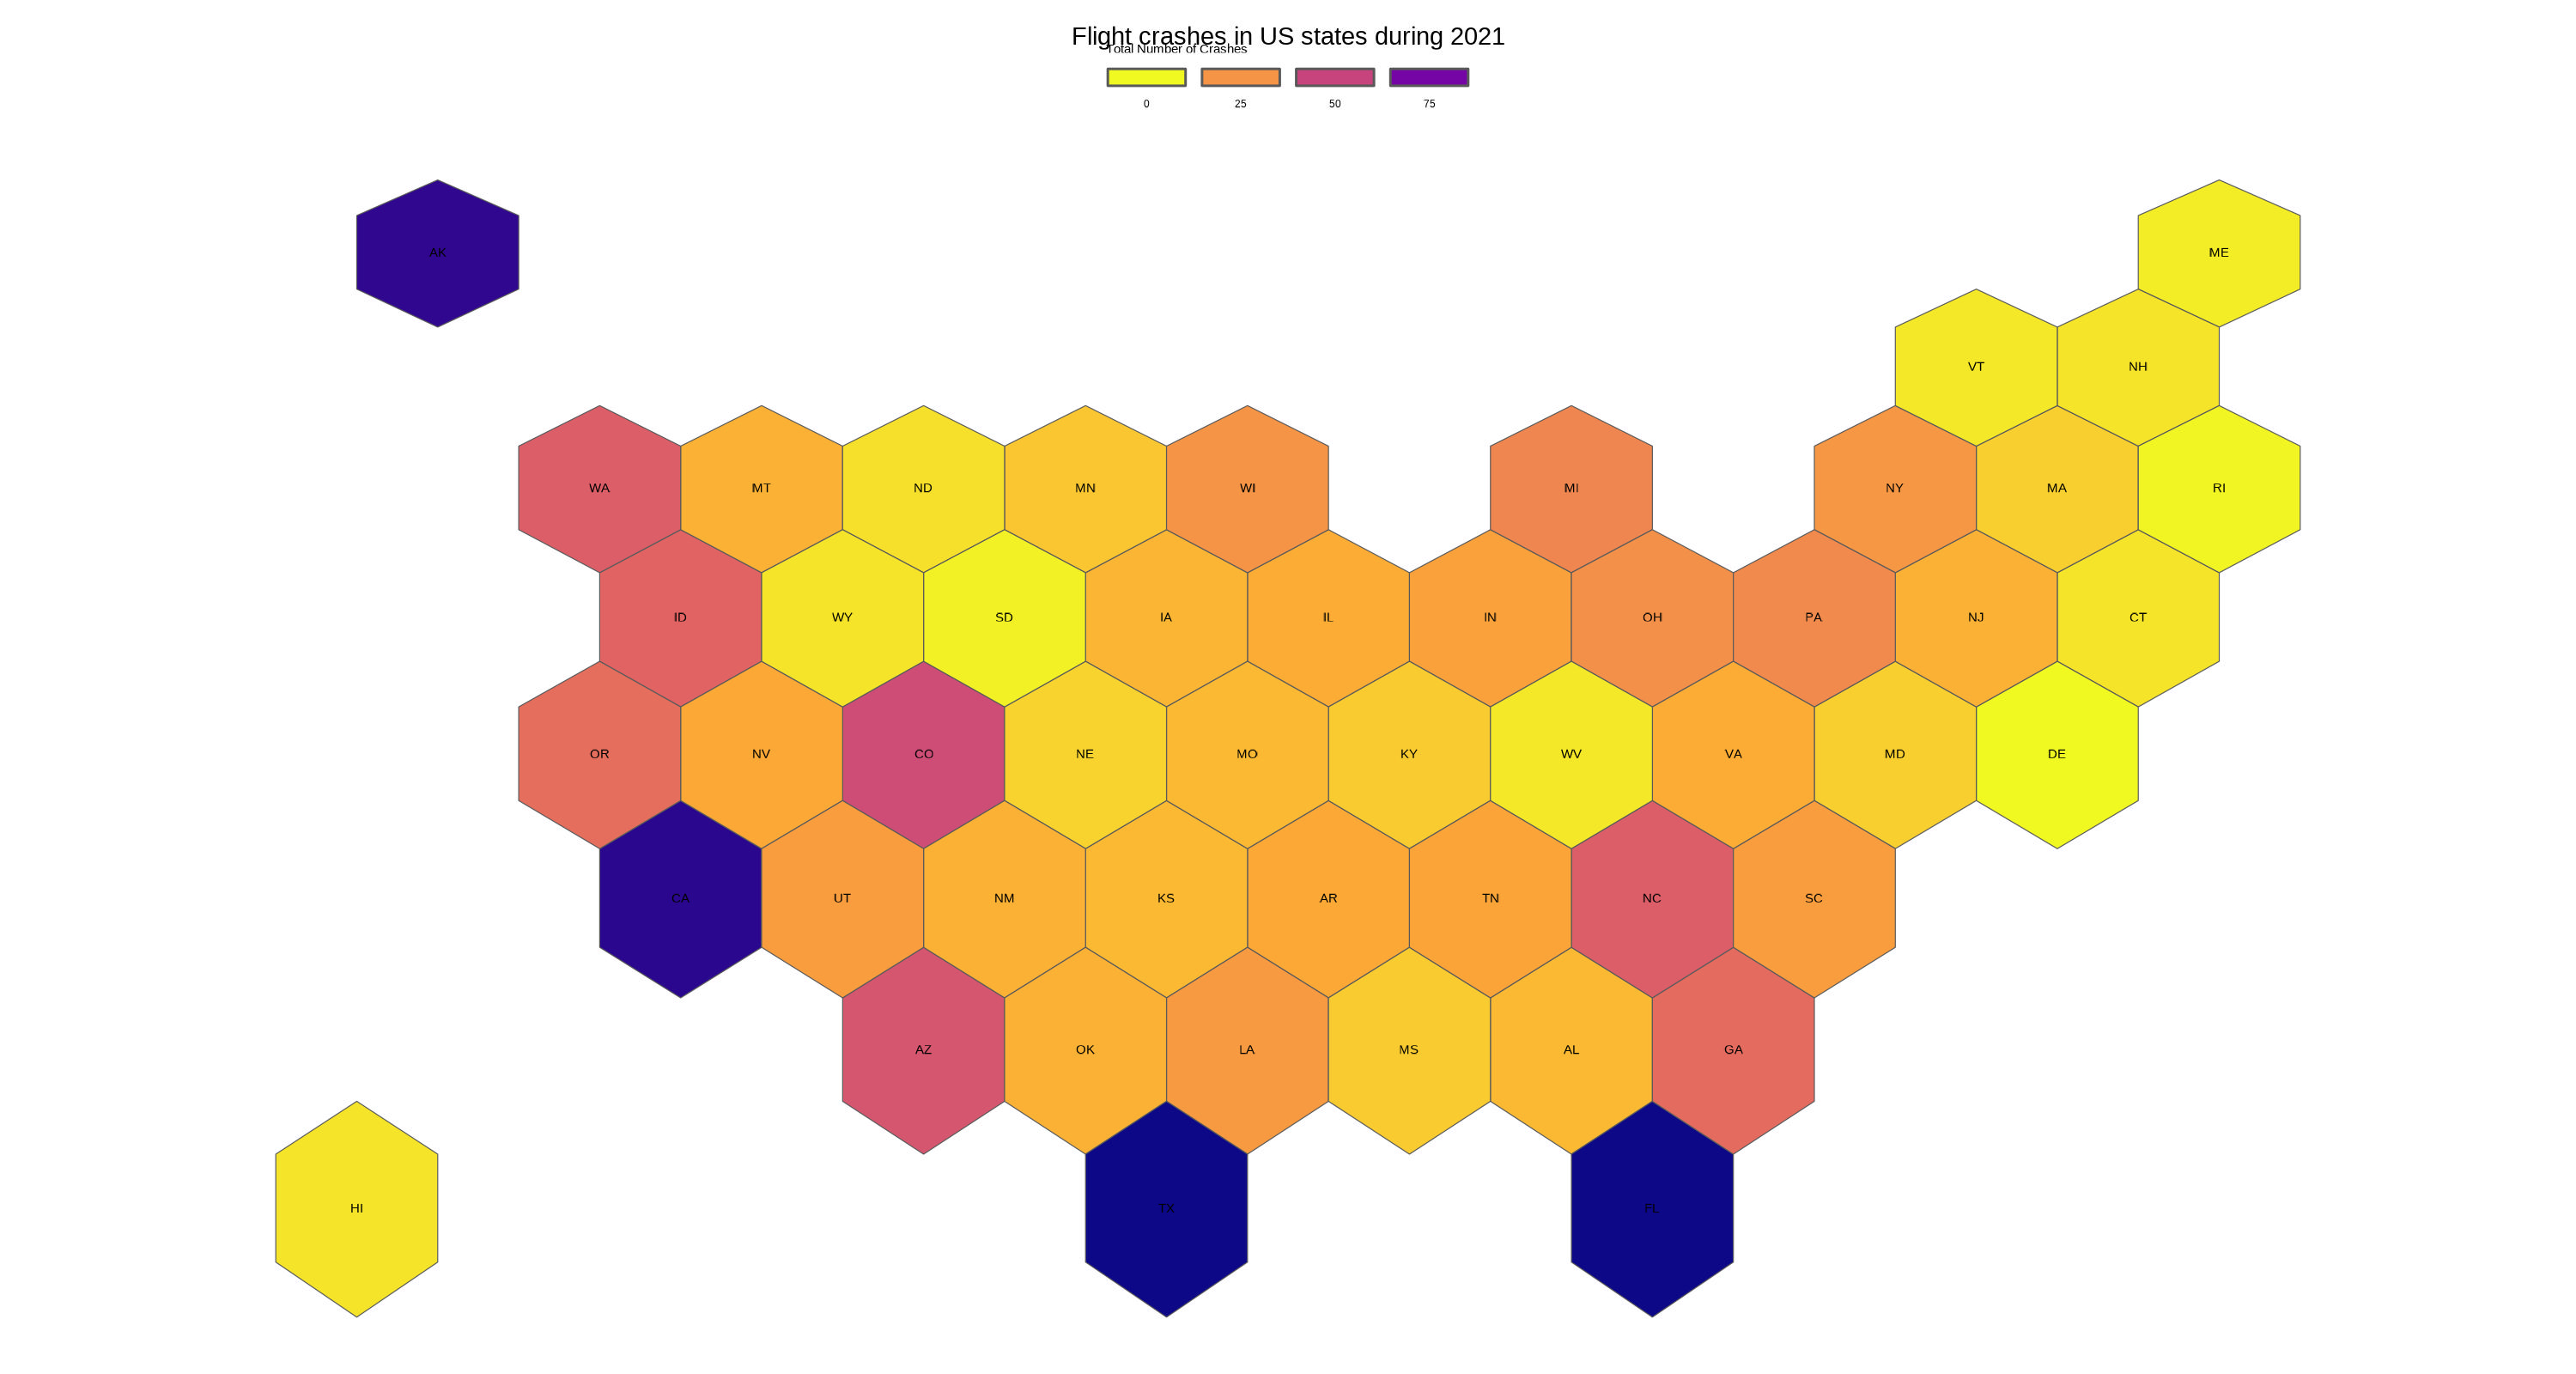 Flight crashes in US states during 2021
Total Number of Crashes
0 25 50 75
AK ME
VT NH
WA MT ND MN WI MI NY MA RI
ID WY SD IA IL IN OH PA NJ CT
OR NV CO NE MO KY WV VA MD DE
CA UT NM KS AR TN NC SC
AZ OK LA MS AL GA
HI TX FL